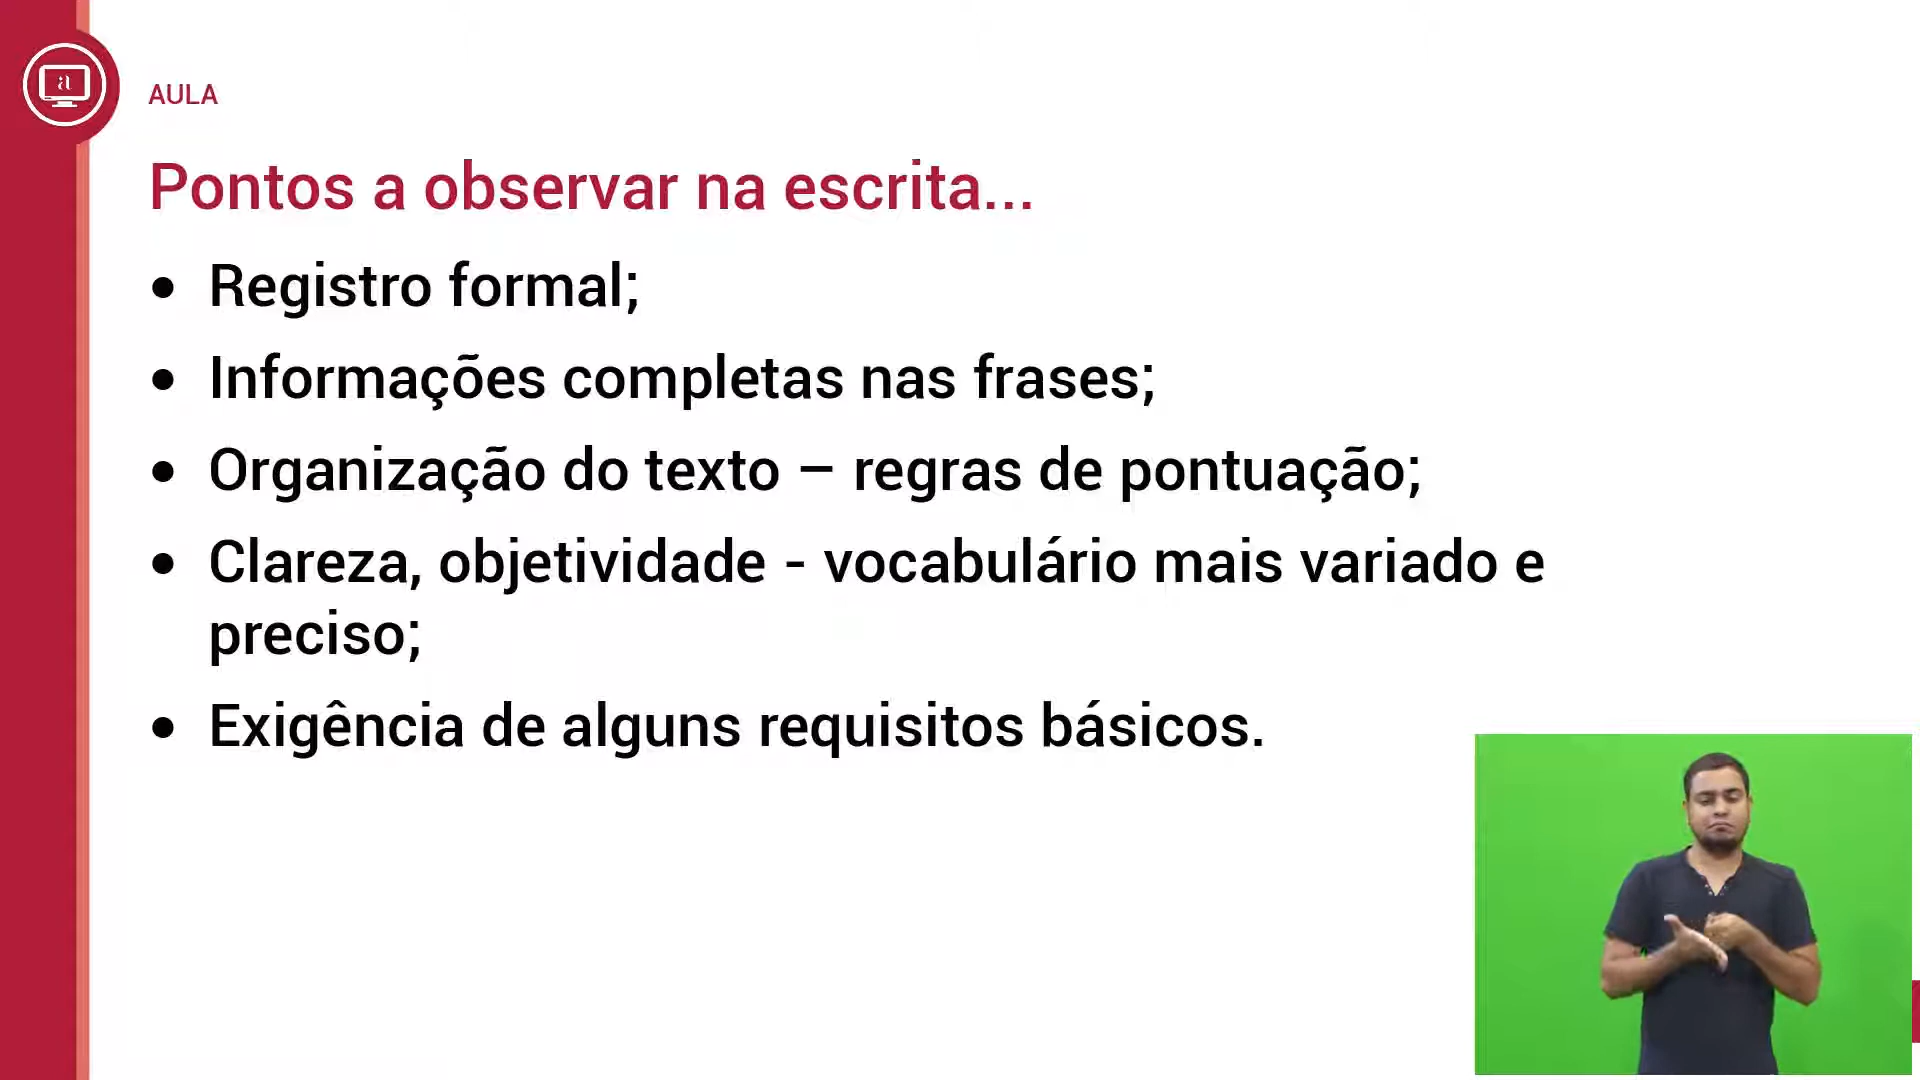 a
AULA
Pontos a observar na escrita...
• Registro formal;
• Informações completas nas frases;
• Organização do texto – regras de pontuação;
• Clareza, objetividade - vocabulário mais variado e
preciso;
• Exigência de alguns requisitos básicos.